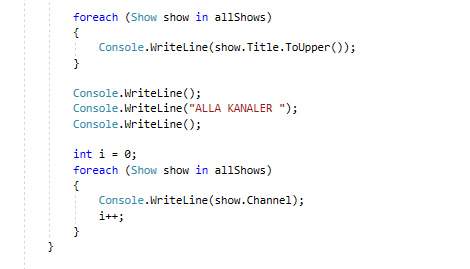 foreach (Show show in allShows)
{
Console.WriteLine(show.Title.ToUpper());
}
Console.WriteLine();
Console.WriteLine("ALLA KANALER ");
Console.WriteLine();
int i = 0;
foreach (Show show in allShows)
{
Console.WriteLine(show.Channel);
i++;
}
}